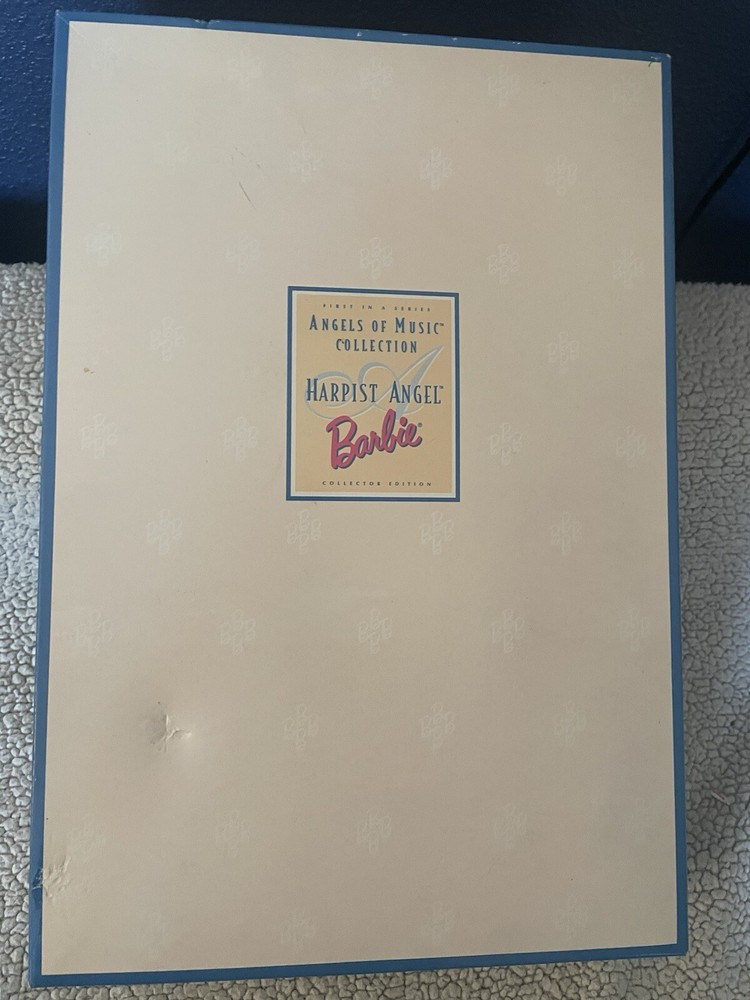 FIRST IN A SERIES
ANGELS OF MUSIC™
COLLECTION
HARPIST ANGEL™
Barbie®
COLLECTOR EDITION